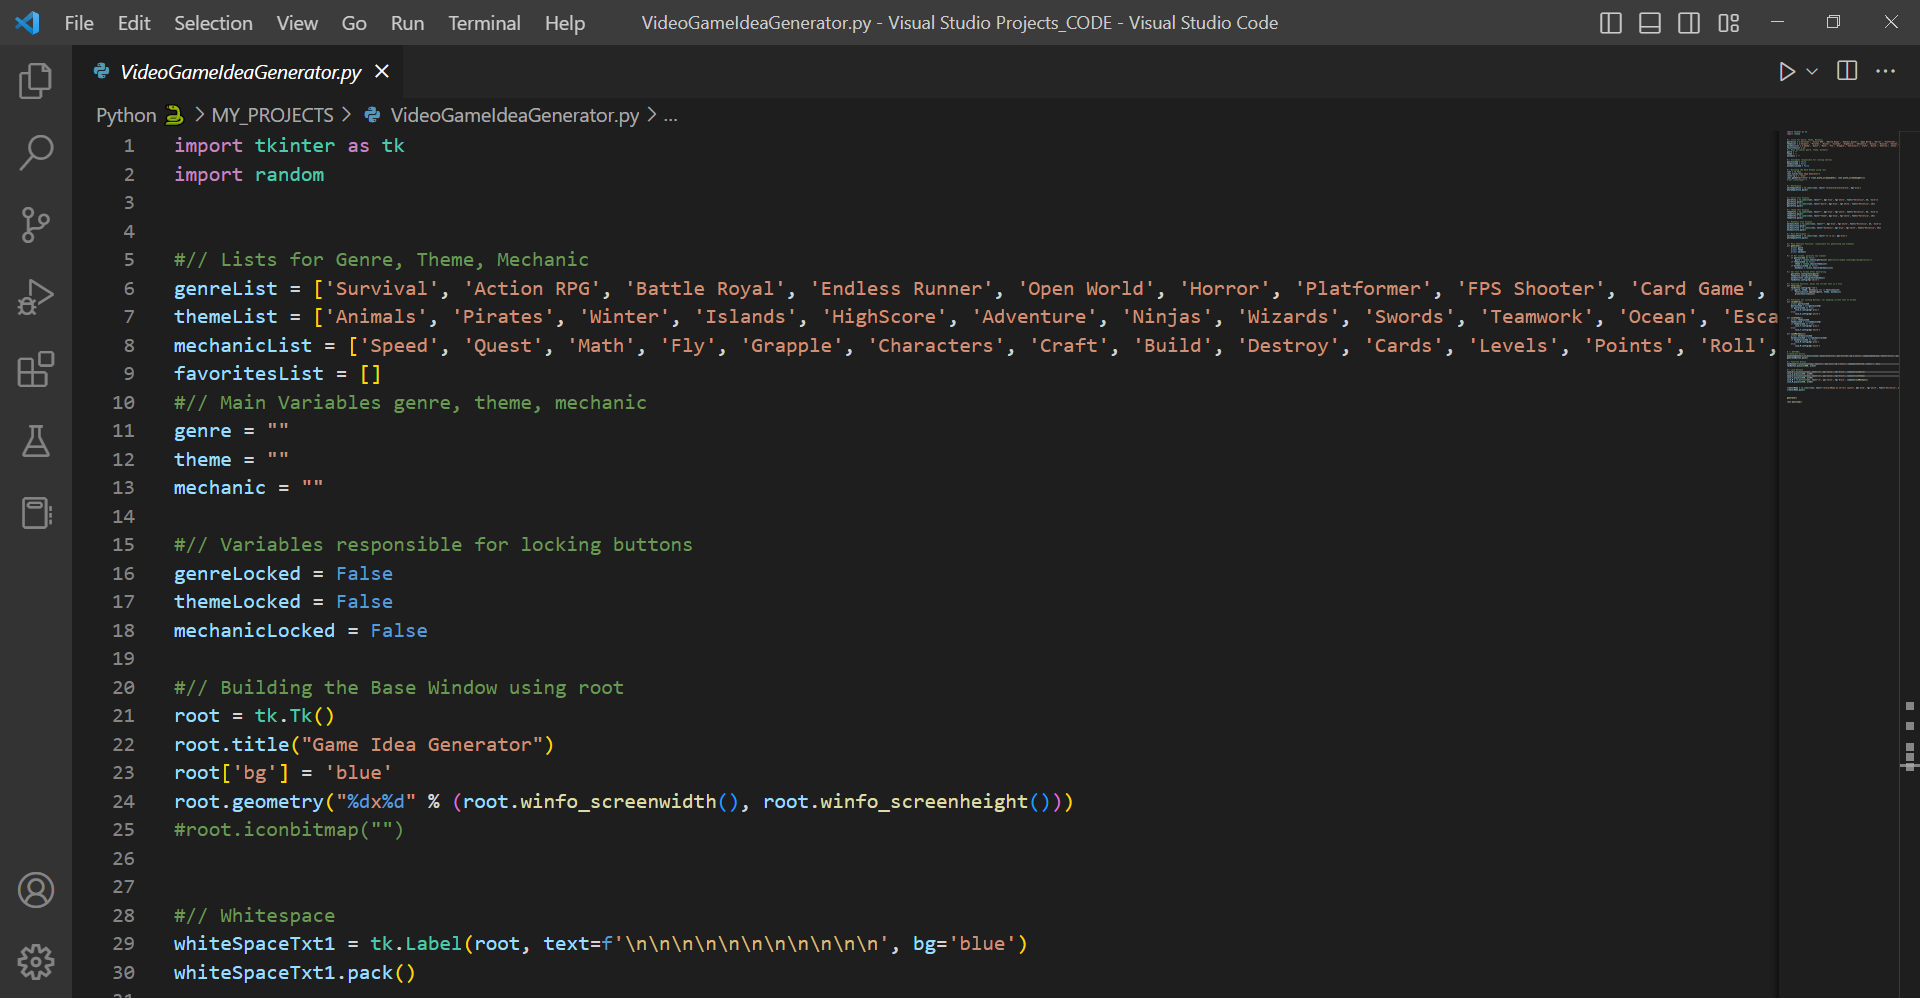 File Edit Selection View Go Run Terminal Help VideoGameIdeaGenerator.py - Visual Studio Projects_CODE - Visual Studio Code
VideoGameIdeaGenerator.py
Python 🐍 > MY_PROJECTS > VideoGameIdeaGenerator.py > ...
1 import tkinter as tk
2 import random
3
4
5 #// Lists for Genre, Theme, Mechanic
6 genreList = ['Survival', 'Action RPG', 'Battle Royal', 'Endless Runner', 'Open World', 'Horror', 'Platformer', 'FPS Shooter', 'Card Game',
7 themeList = ['Animals', 'Pirates', 'Winter', 'Islands', 'HighScore', 'Adventure', 'Ninjas', 'Wizards', 'Swords', 'Teamwork', 'Ocean', 'Esca
8 mechanicList = ['Speed', 'Quest', 'Math', 'Fly', 'Grapple', 'Characters', 'Craft', 'Build', 'Destroy', 'Cards', 'Levels', 'Points', 'Roll',
9 favoritesList = []
10 #// Main Variables genre, theme, mechanic
11 genre = ""
12 theme = ""
13 mechanic = ""
14
15 #// Variables responsible for locking buttons
16 genreLocked = False
17 themeLocked = False
18 mechanicLocked = False
19
20 #// Building the Base Window using root
21 root = tk.Tk()
22 root.title("Game Idea Generator")
23 root['bg'] = 'blue'
24 root.geometry("%dx%d" % (root.winfo_screenwidth(), root.winfo_screenheight()))
25 #root.iconbitmap("")
26
27
28 #// Whitespace
29 whiteSpaceTxt1 = tk.Label(root, text=f'\n\n\n\n\n\n\n\n\n\n\n', bg='blue')
30 whiteSpaceTxt1.pack()